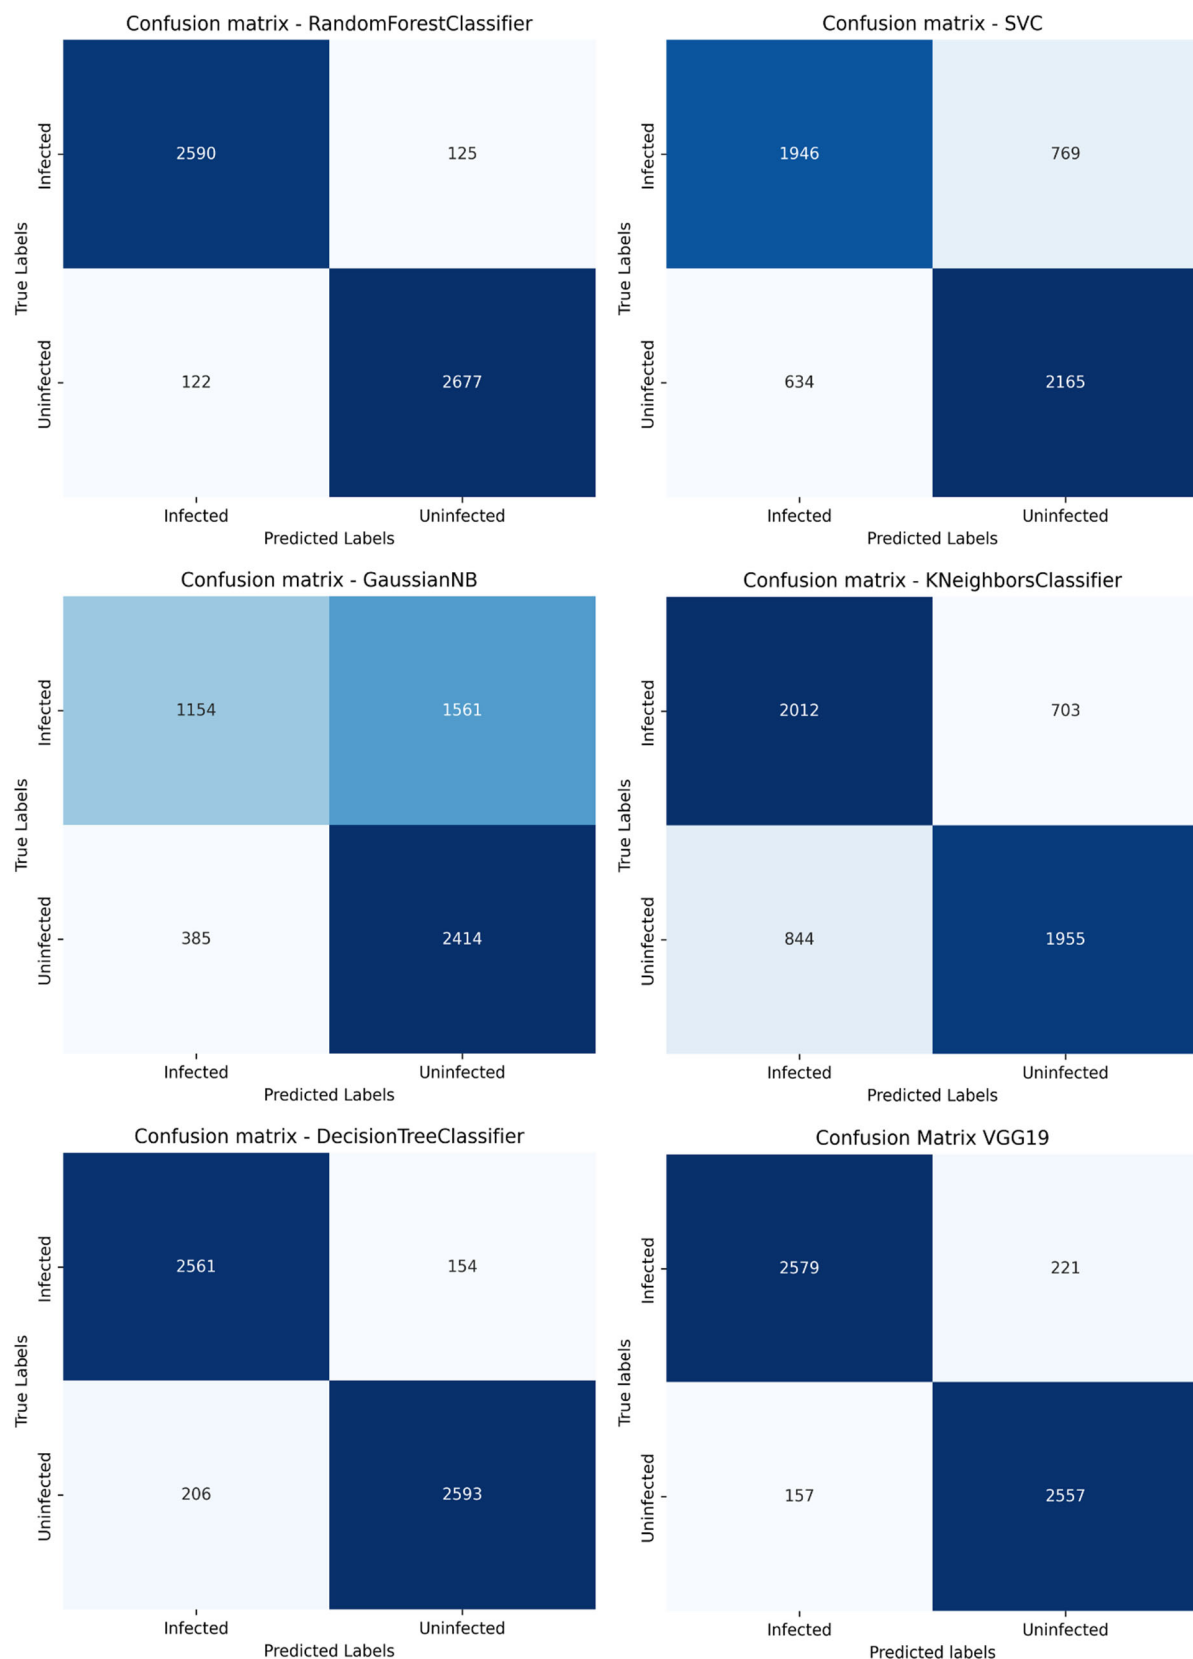 Confusion matrix - RandomForestClassifier
True Labels
Infected
Uninfected
2590
125
122
2677
Infected
Uninfected
Predicted Labels
Confusion matrix - SVC
True Labels
Infected
Uninfected
1946
769
634
2165
Infected
Uninfected
Predicted Labels
Confusion matrix - GaussianNB
True Labels
Infected
Uninfected
1154
1561
385
2414
Infected
Uninfected
Predicted Labels
Confusion matrix - KNeighborsClassifier
True Labels
Infected
Uninfected
2012
703
844
1955
Infected
Uninfected
Predicted Labels
Confusion matrix - DecisionTreeClassifier
True Labels
Infected
Uninfected
2561
154
206
2593
Infected
Uninfected
Predicted Labels
Confusion Matrix VGG19
True labels
Infected
Uninfected
2579
221
157
2557
Infected
Uninfected
Predicted labels